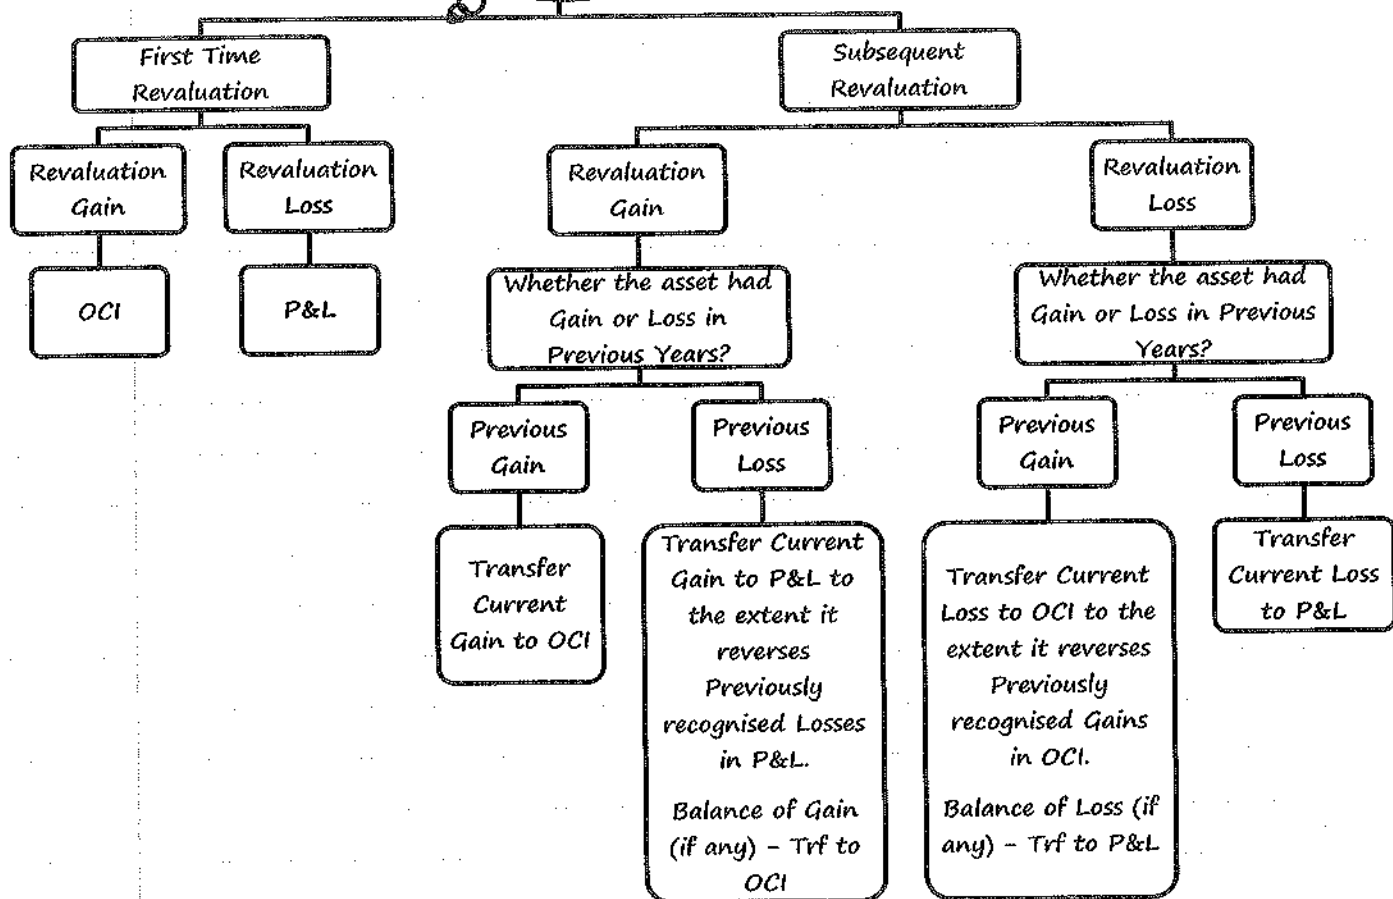 First Time
Revaluation
Subsequent
Revaluation
Revaluation
Gain
Revaluation
Loss
Revaluation
Gain
Revaluation
Loss
OCI
P&L
Whether the asset had
Gain or Loss in
Previous Years?
Whether the asset had
Gain or Loss in Previous
Years?
Previous
Gain
Previous
Loss
Previous
Gain
Previous
Loss
Transfer
Current
Gain to OCI
Transfer Current
Gain to P&L to
the extent it
reverses
Previously
recognised Losses
in P&L.
Balance of Gain
(if any) - Trf to
OCI
Transfer Current
Loss to OCI to the
extent it reverses
Previously
recognised Gains
in OCI.
Balance of Loss (if
any) - Trf to P&L
Transfer
Current Loss
to P&L